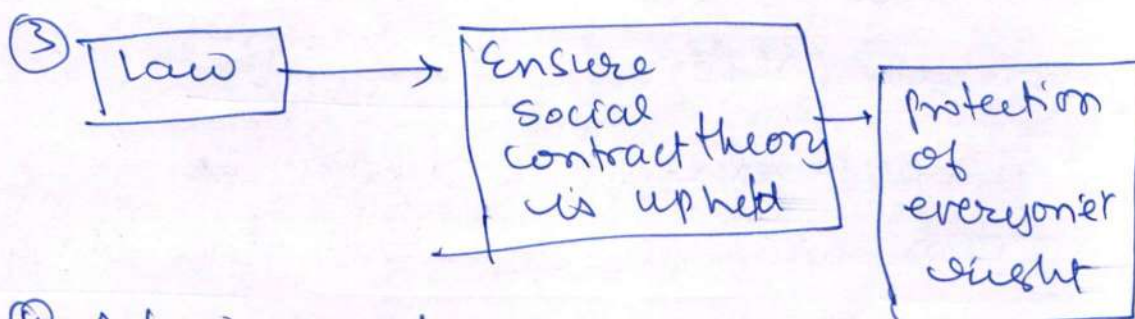 ③ Law
Ensure
social
contract theory
is upheld
protection
of
everyone's
right